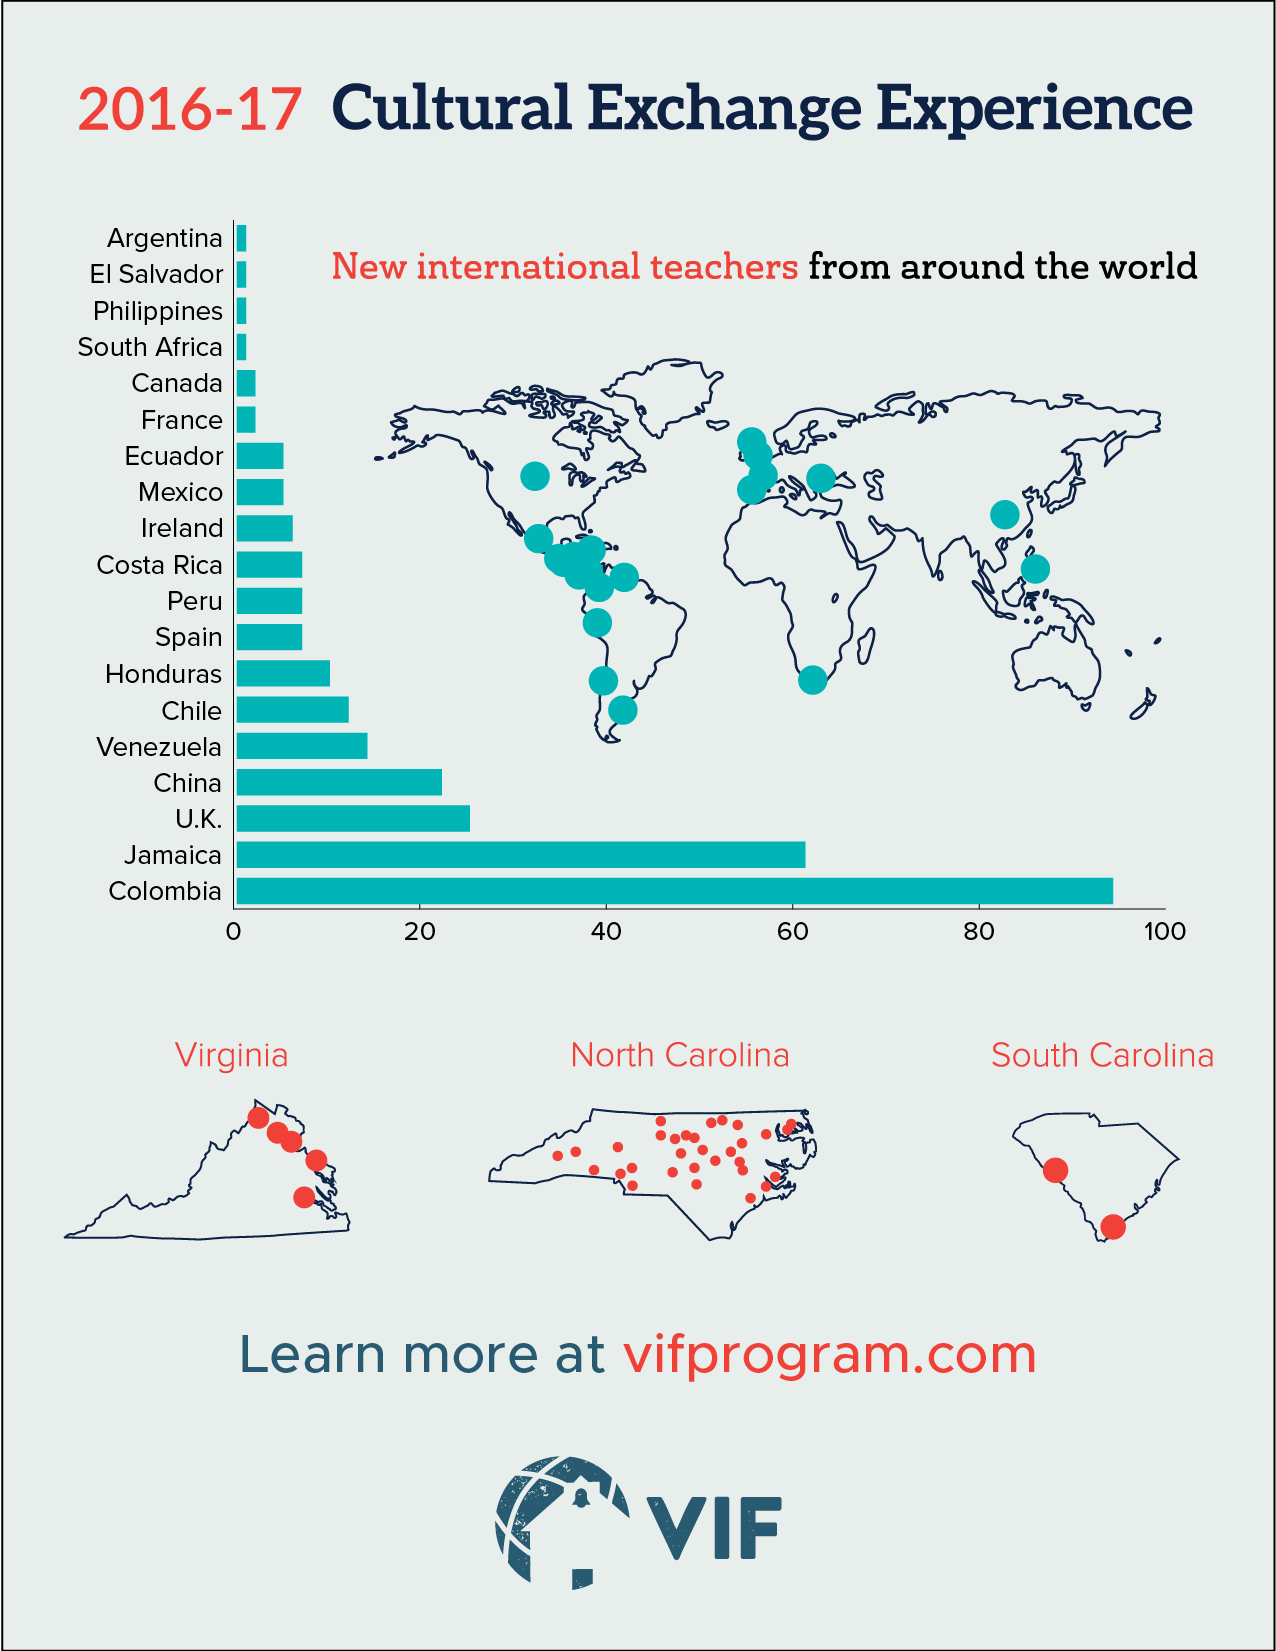 2016-17 Cultural Exchange Experience
New international teachers from around the world
Argentina
El Salvador
Philippines
South Africa
Canada
France
Ecuador
Mexico
Ireland
Costa Rica
Peru
Spain
Honduras
Chile
Venezuela
China
U.K.
Jamaica
Colombia
0 20 40 60 80 100
Virginia North Carolina South Carolina
Learn more at vifprogram.com
VIF